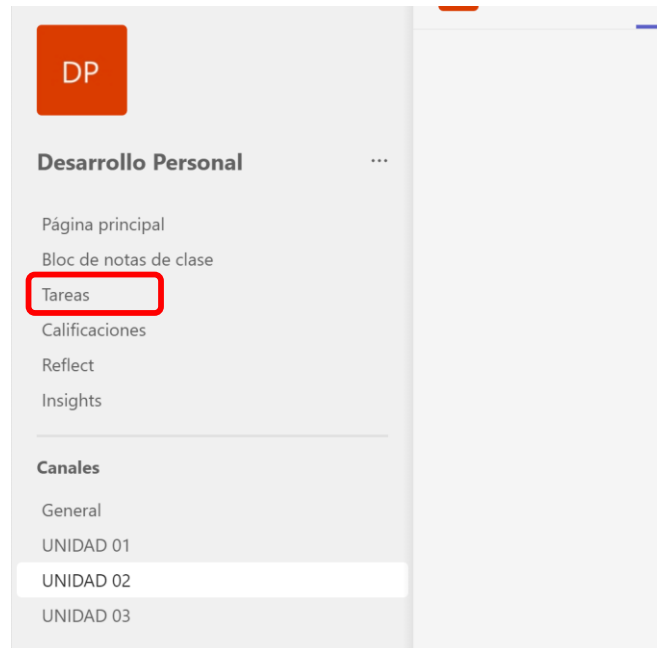 DP
Desarrollo Personal ...
Página principal
Bloc de notas de clase
Tareas
Calificaciones
Reflect
Insights
Canales
General
UNIDAD 01
UNIDAD 02
UNIDAD 03